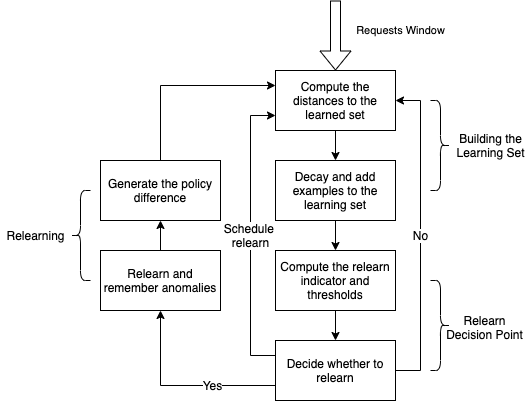 Requests Window
Compute the
distances to the
learned set
Building the
Learning Set
Generate the policy
difference
Decay and add
examples to the
learning set
Schedule
relearn
Relearning
No
Relearn and
remember anomalies
Compute the relearn
indicator and
thresholds
Relearn
Decision Point
Decide whether to
relearn
Yes